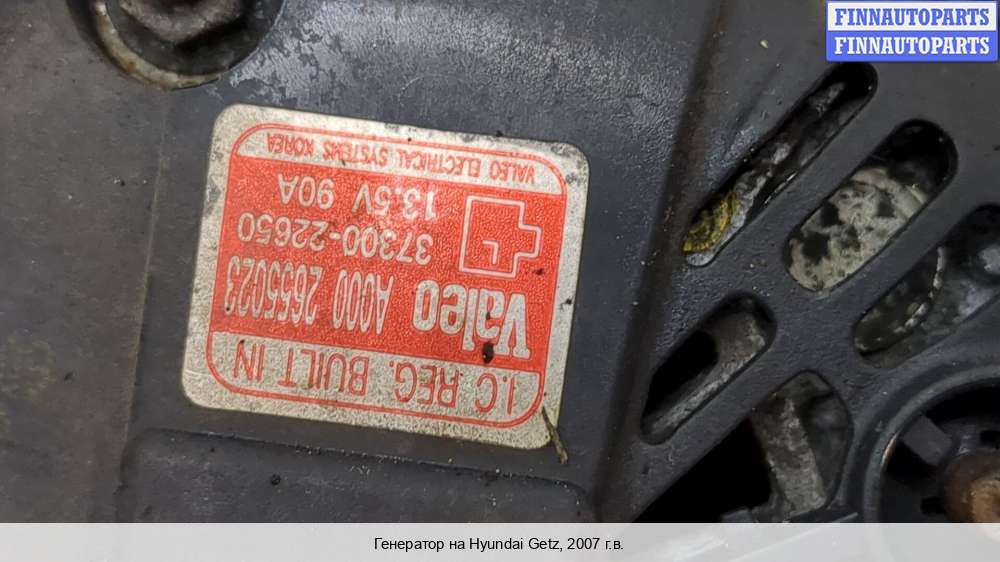 FINNAUTOPARTS
FINNAUTOPARTS
I.C REG. BUILT IN
Valeo
A000 2655023
37300-22650
13.5V 90A
VALEO ELECTRICAL SYSTEMS KOREA
Генератор на Hyundai Getz, 2007 г.в.